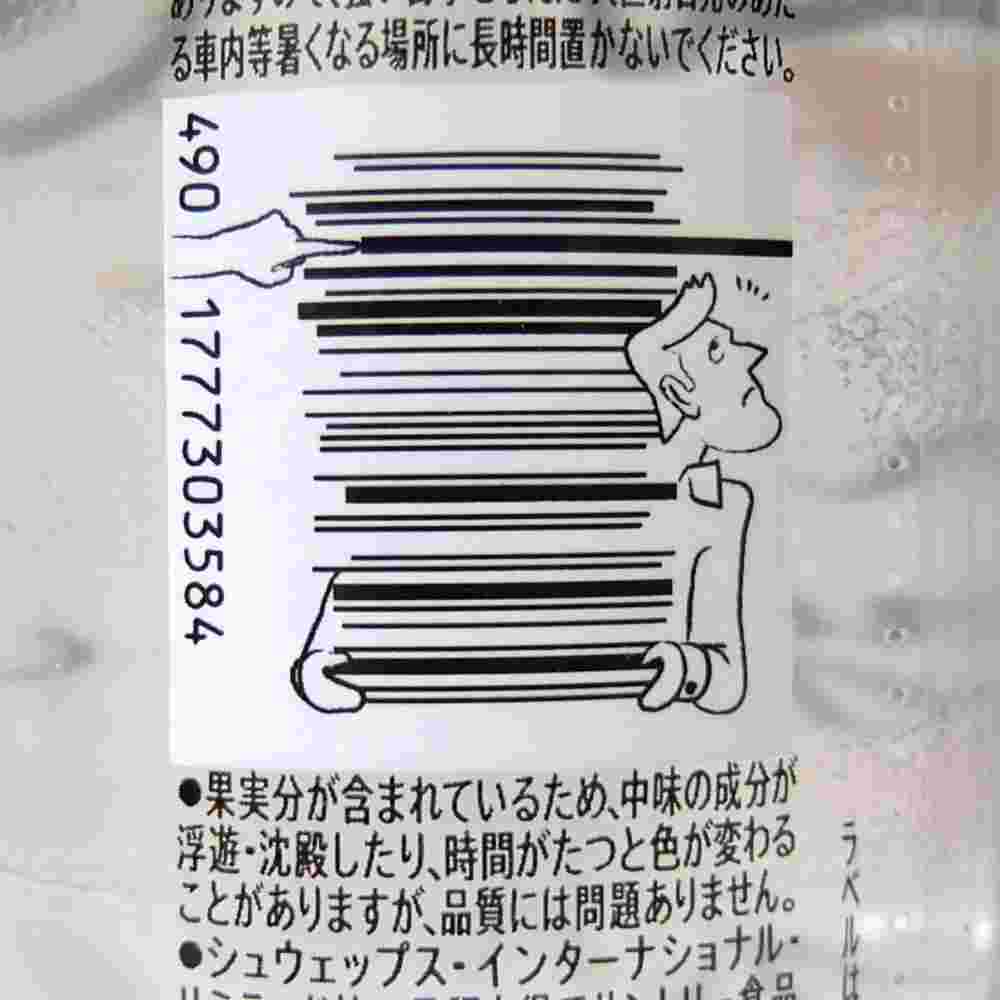 る車内等暑くなる場所に長時間置かないでください。
490 1777303584
●果実分が含まれているため、中味の成分が
浮遊・沈殿したり、時間がたつと色が変わる
ことがありますが、品質には問題ありません。
●シュウェップス・インターナショナル・
ラベルは